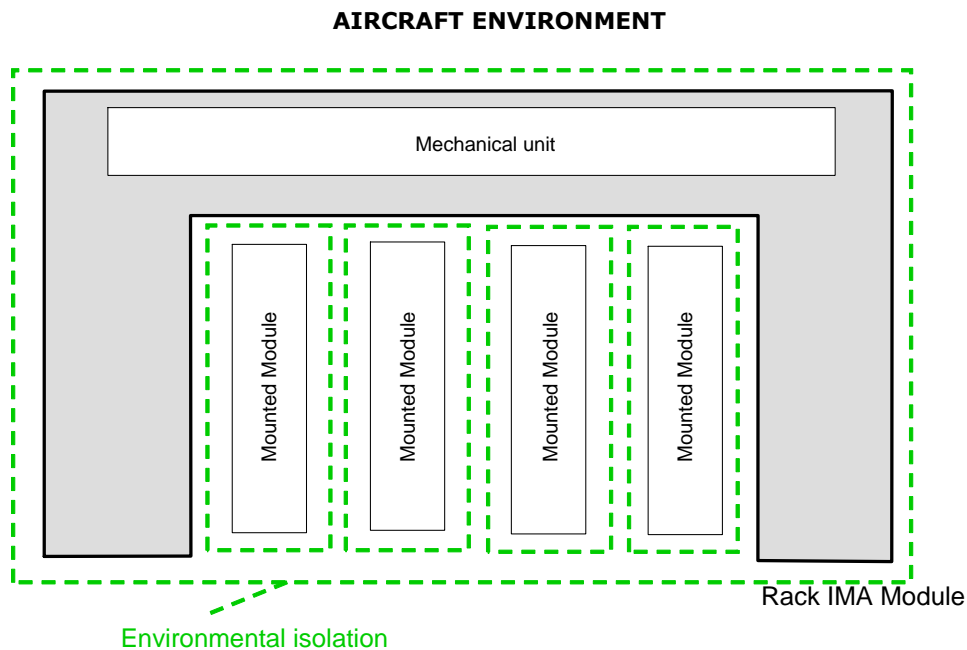 AIRCRAFT ENVIRONMENT
Mechanical unit
Mounted Module
Mounted Module
Mounted Module
Mounted Module
Rack IMA Module
Environmental isolation